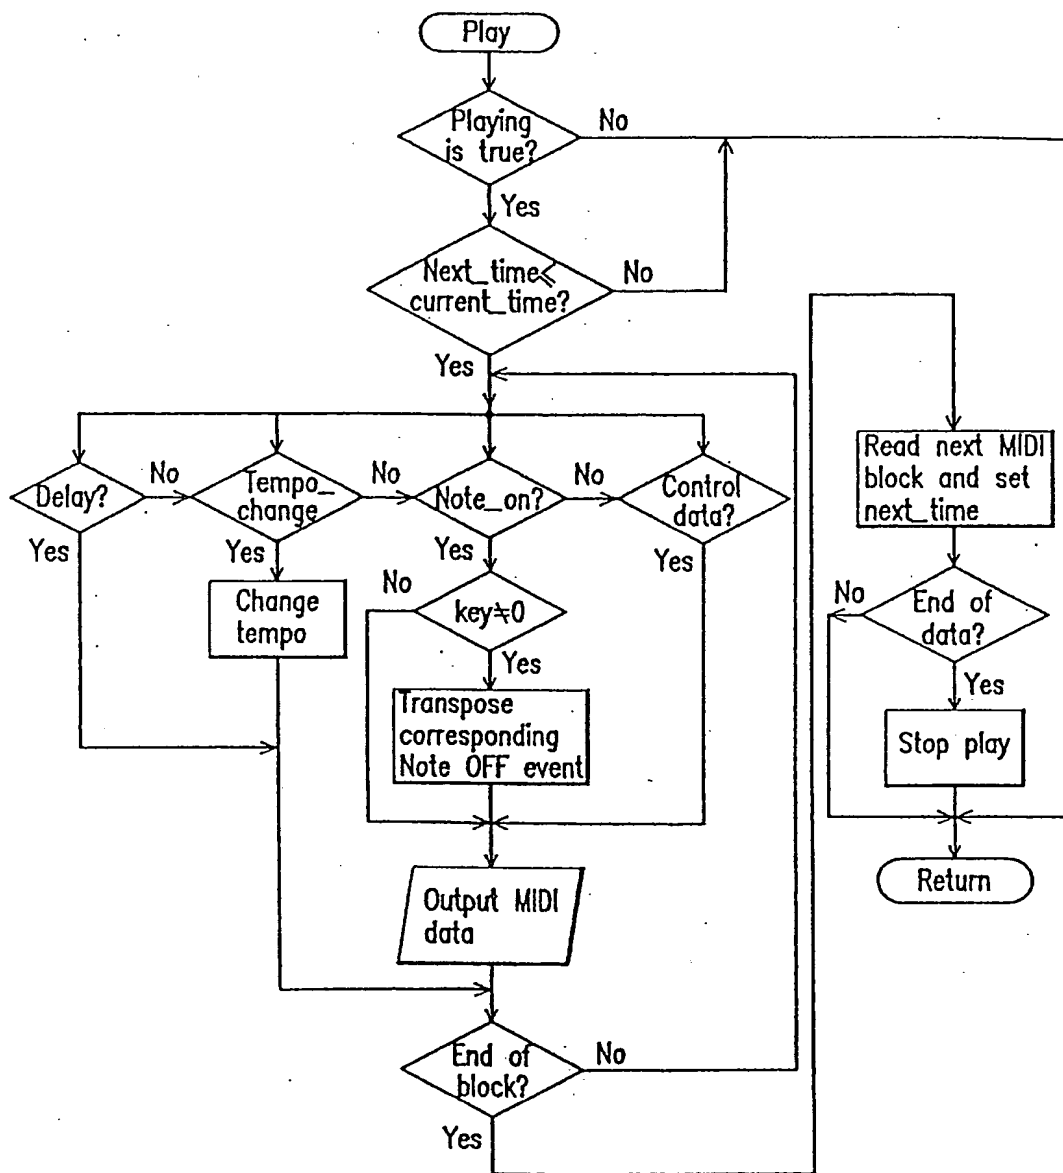 Play
Playing
is true?
No
Yes
Next_time≤
current_time?
No
Yes
Delay?
No
Yes
Tempo_
change
No
Yes
Note_on?
No
Yes
Control
data?
Yes
Change
tempo
key≠0
No
Yes
Transpose
corresponding
Note OFF event
Output MIDI
data
End of
block?
No
Yes
Read next MIDI
block and set
next_time
End of
data?
No
Yes
Stop play
Return